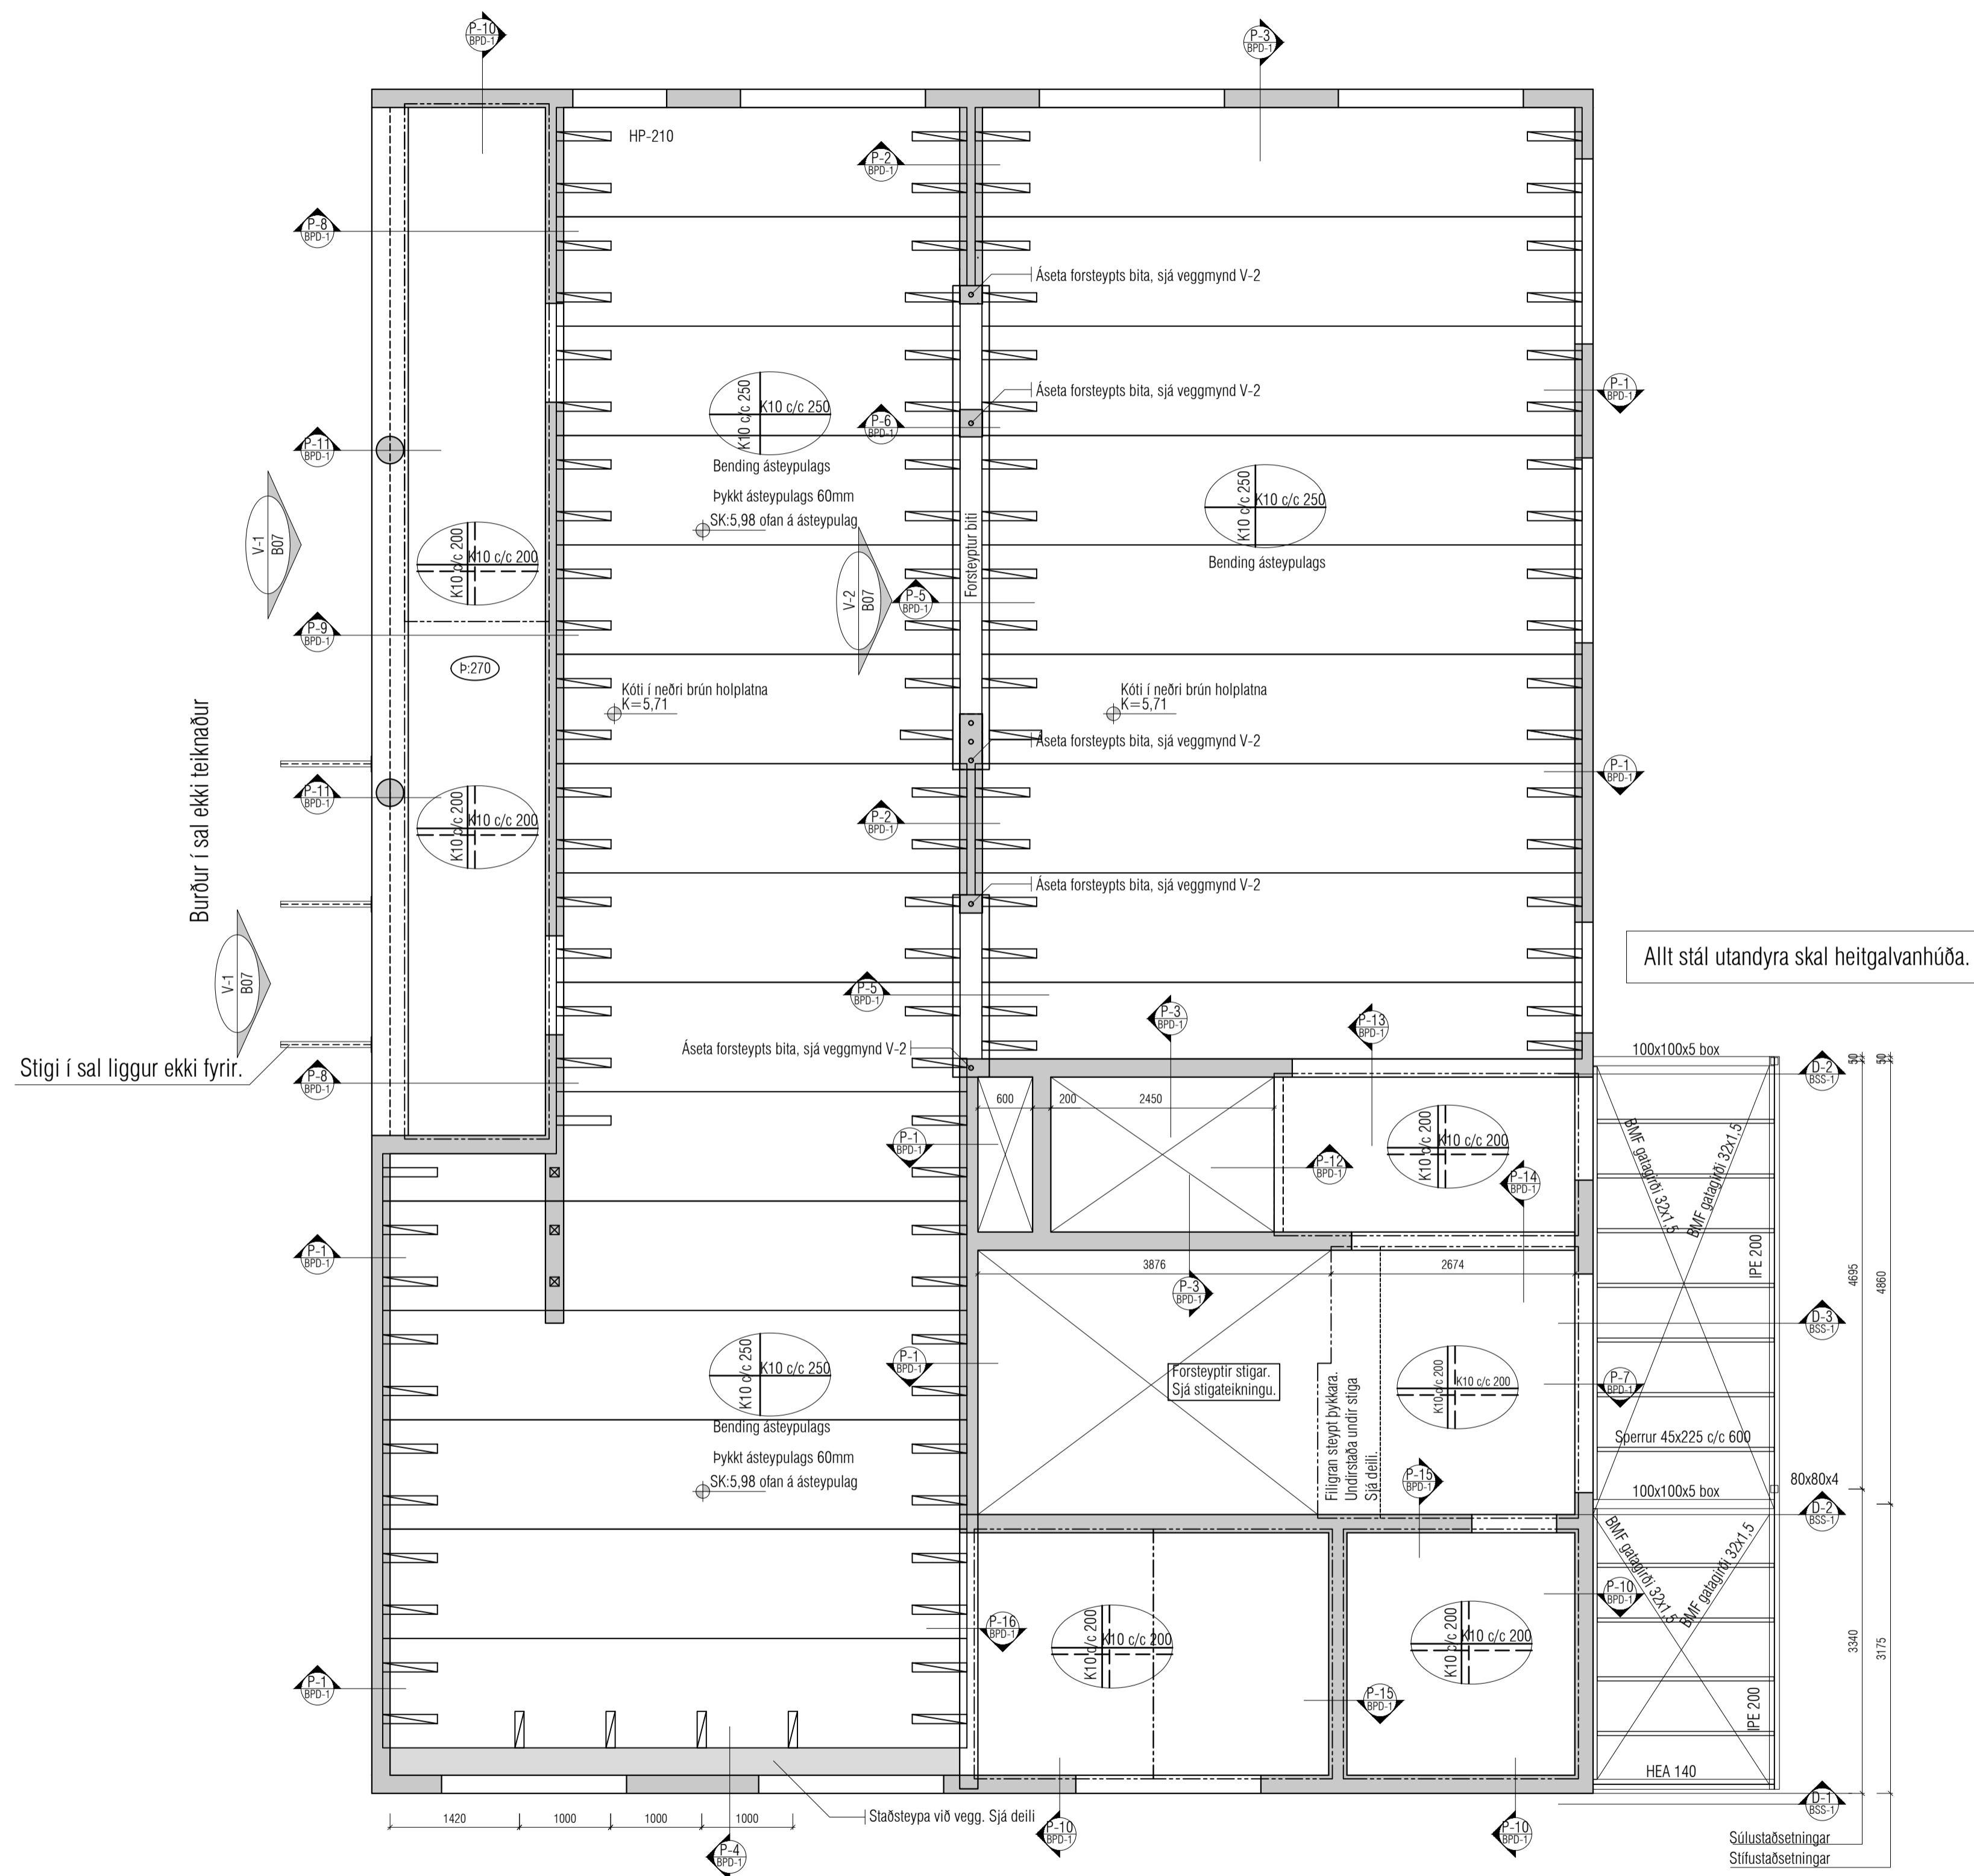 P-10
BPD-1
P-3
BPD-1
HP-210
P-2
BPD-1
P-8
BPD-1
Áseta forsteypts bita, sjá veggmynd V-2
K10 c/c 250
K10 c/c 250
P-6
BPD-1
Áseta forsteypts bita, sjá veggmynd V-2
P-1
BPD-1
P-11
BPD-1
Bending ásteypulags
Þykkt ásteypulags 60mm
SK:5,98 ofan á ásteypulag
K10 c/c 250
K10 c/c 250
Bending ásteypulags
V-1
B07
K10 c/c 200
K10 c/c 200
Forsteyptur biti
V-2
B07
P-5
BPD-1
P-9
BPD-1
Þ:270
Kóti í neðri brún holplatna
K=5,71
Kóti í neðri brún holplatna
K=5,71
Burður í sal ekki teiknaður
Áseta forsteypts bita, sjá veggmynd V-2
P-1
BPD-1
P-11
BPD-1
K10 c/c 200
K10 c/c 200
P-2
BPD-1
Áseta forsteypts bita, sjá veggmynd V-2
Allt stál utandyra skal heitgalvanhúða.
V-1
B07
P-5
BPD-1
P-3
BPD-1
P-13
BPD-1
Áseta forsteypts bita, sjá veggmynd V-2
Stigi í sal liggur ekki fyrir.
P-8
BPD-1
100x100x5 box
D-2
BSS-1
50
50
600
200
2450
K10 c/c 200
K10 c/c 200
P-1
BPD-1
P-12
BPD-1
P-14
BPD-1
BMF gatagirði 32x1,5
BMF gatagirði 32x1,5
IPE 200
4695
4860
P-1
BPD-1
3876
2674
P-3
BPD-1
D-3
BSS-1
K10 c/c 250
K10 c/c 250
P-1
BPD-1
Forsteyptir stigar.
Sjá stigateikningu.
Filigran steypt þykkara.
Undirstaða undir stiga
Sjá deili.
K10 c/c 200
K10 c/c 200
P-7
BPD-1
Bending ásteypulags
Þykkt ásteypulags 60mm
SK:5,98 ofan á ásteypulag
Sperrur 45x225 c/c 600
P-15
BPD-1
80x80x4
100x100x5 box
D-2
BSS-1
BMF gatagirði 32x1,5
BMF gatagirði 32x1,5
P-10
BPD-1
P-16
BPD-1
K10 c/c 200
K10 c/c 200
K10 c/c 200
K10 c/c 200
3340
3175
P-1
BPD-1
P-15
BPD-1
IPE 200
HEA 140
D-1
BSS-1
1420
1000
1000
1000
Staðsteypa við vegg. Sjá deili
P-4
BPD-1
P-10
BPD-1
P-10
BPD-1
Súlustaðsetningar
Stífustaðsetningar